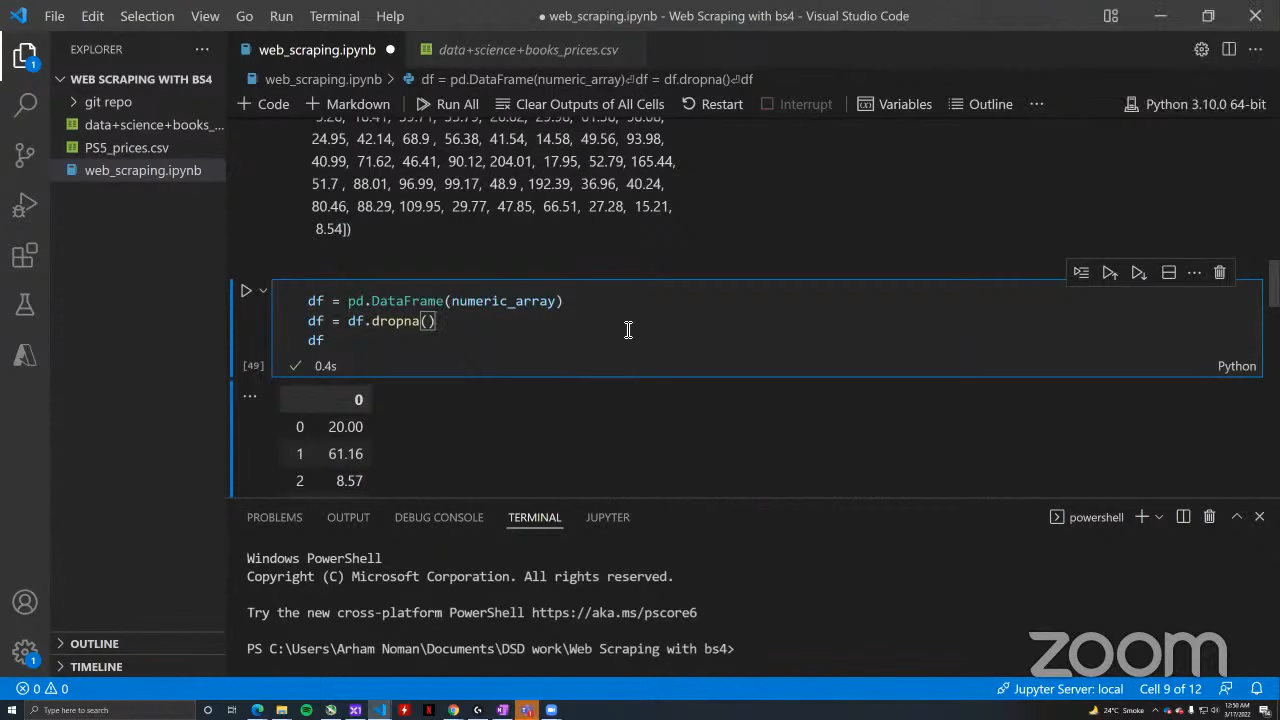 File Edit Selection View Go Run Terminal Help
● web_scraping.ipynb - Web Scraping with bs4 - Visual Studio Code
EXPLORER
WEB SCRAPING WITH BS4
git repo
data+science+books_...
PS5_prices.csv
web_scraping.ipynb
OUTLINE
TIMELINE
web_scraping.ipynb ● data+science+books_prices.csv
web_scraping.ipynb > df = pd.DataFrame(numeric_array)⏎df = df.dropna()⏎df
+ Code + Markdown Run All Clear Outputs of All Cells Restart Interrupt Variables Outline ... Python 3.10.0 64-bit
24.95, 42.14, 68.9 , 56.38, 41.54, 14.58, 49.56, 93.98,
40.99, 71.62, 46.41, 90.12, 204.01, 17.95, 52.79, 165.44,
51.7 , 88.01, 96.99, 99.17, 48.9 , 192.39, 36.96, 40.24,
80.46, 88.29, 109.95, 29.77, 47.85, 66.51, 27.28, 15.21,
8.54])
df = pd.DataFrame(numeric_array)
df = df.dropna()
df
[49] 0.4s Python
0
0 20.00
1 61.16
2 8.57
PROBLEMS OUTPUT DEBUG CONSOLE TERMINAL JUPYTER powershell
Windows PowerShell
Copyright (C) Microsoft Corporation. All rights reserved.
Try the new cross-platform PowerShell https://aka.ms/pscore6
PS C:\Users\Arham Noman\Documents\DSD work\Web Scraping with bs4>
zoom
0 0 Jupyter Server: local Cell 9 of 12
Type here to search 24°C Smoke 12:50 AM
3/17/2022